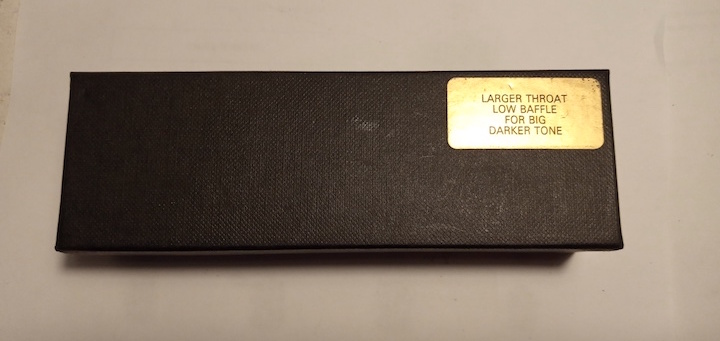 LARGER THROAT
LOW BAFFLE
FOR BIG
DARKER TONE